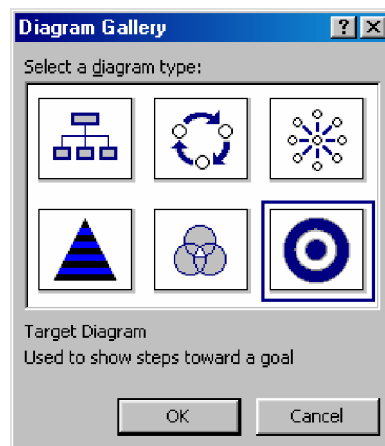 Diagram Gallery
Select a diagram type:
Target Diagram
Used to show steps toward a goal
OK Cancel